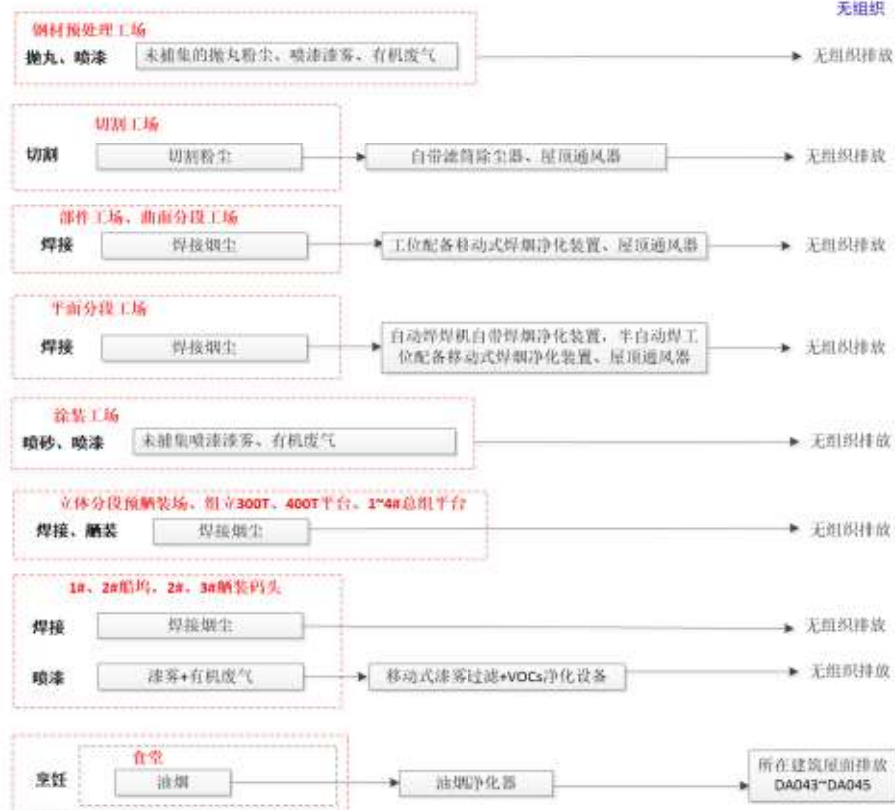 无组织
钢材预处理工场
抛丸、喷漆
未捕集的抛丸粉尘、喷漆漆雾、有机废气
无组织排放
切割工场
切割
切割粉尘
自带滤筒除尘器、屋顶通风器
无组织排放
部件工场、曲面分段工场
焊接
焊接烟尘
工位配备移动式焊烟净化装置、屋顶通风器
无组织排放
平面分段工场
焊接
焊接烟尘
自动焊焊机自带焊烟净化装置，半自动焊工
位配备移动式焊烟净化装置、屋顶通风器
无组织排放
涂装工场
喷砂、喷漆
未捕集喷漆漆雾、有机废气
无组织排放
立体分段预舾装场、组立300T、400T平台、1~4#总组平台
焊接、舾装
焊接烟尘
无组织排放
1#、2#船坞，2#、3#舾装码头
焊接
焊接烟尘
无组织排放
喷漆
漆雾+有机废气
移动式漆雾过滤+VOCs净化设备
无组织排放
食堂
烹饪
油烟
油烟净化器
所在建筑屋面排放
DA043~DA045